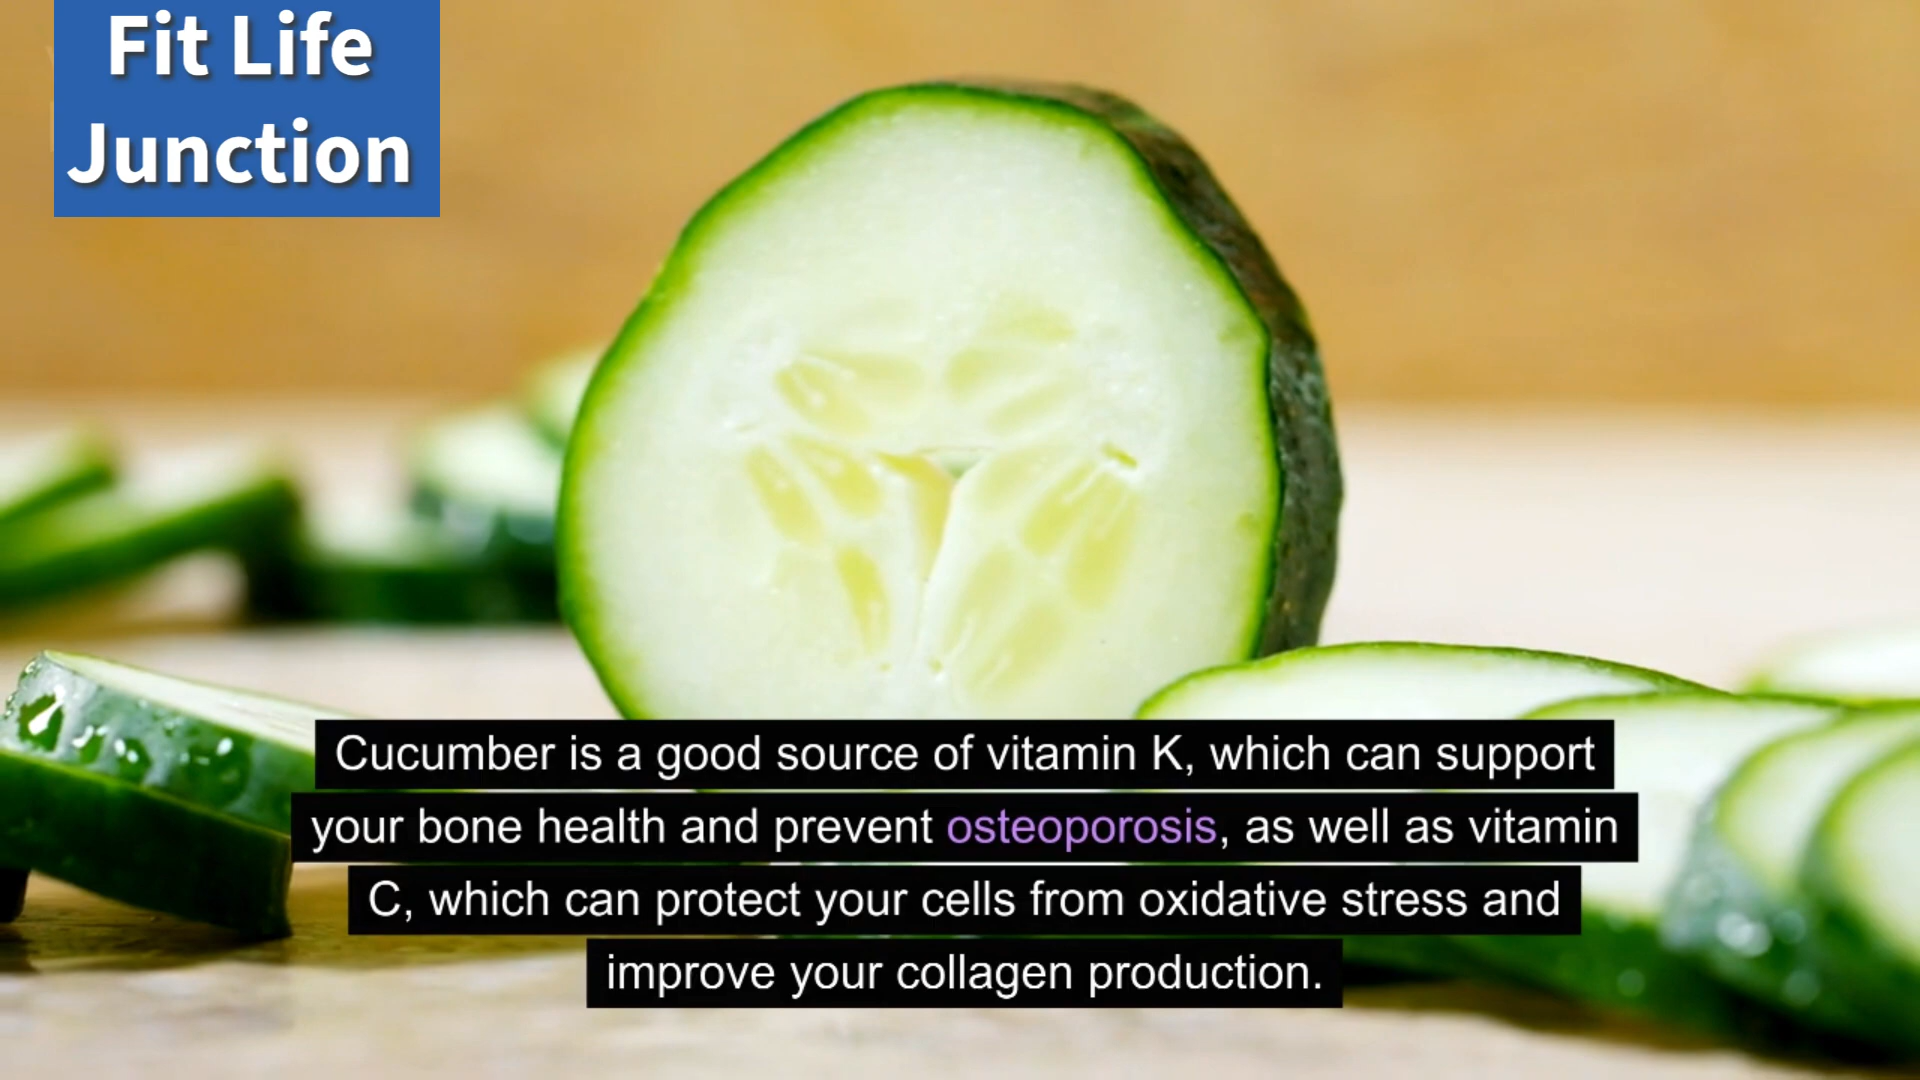 Fit Life
Junction
Cucumber is a good source of vitamin K, which can support
your bone health and prevent osteoporosis, as well as vitamin
C, which can protect your cells from oxidative stress and
improve your collagen production.